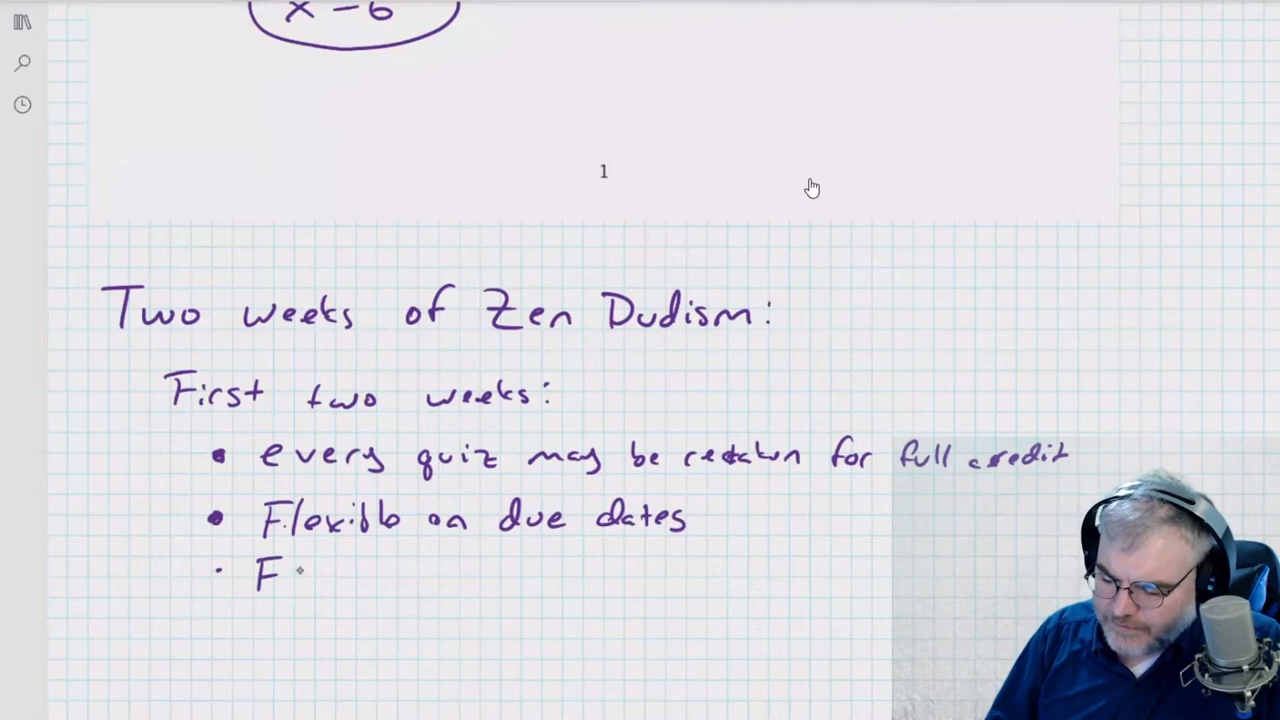 x - 6
1
Two weeks of Zen Dudism:
First two weeks:
• every quiz may be retaken for full credit
• Flexible on due dates
• F